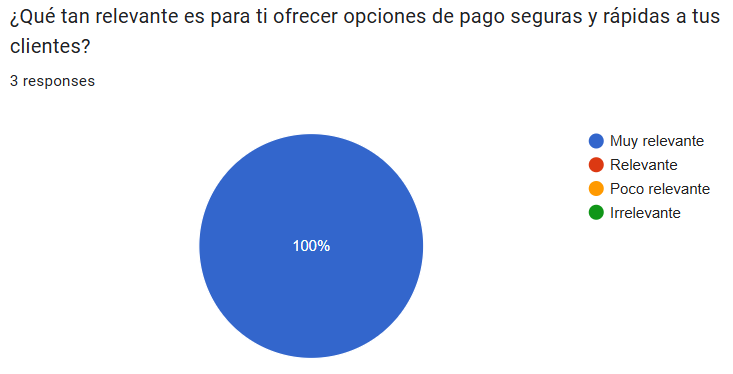 ¿Qué tan relevante es para ti ofrecer opciones de pago seguras y rápidas a tus
clientes?
3 responses
100%
Muy relevante
Relevante
Poco relevante
Irrelevante